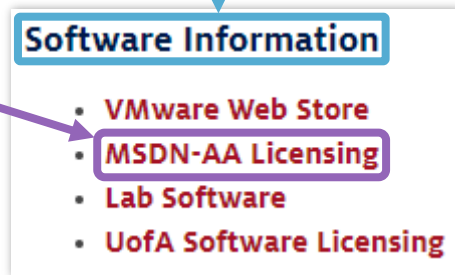 Software Information
• VMware Web Store
• MSDN-AA Licensing
• Lab Software
• UofA Software Licensing